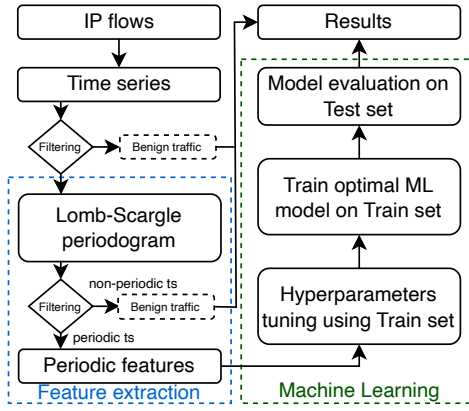 IP flows
Time series
Filtering
Benign traffic
Lomb-Scargle
periodogram
non-periodic ts
Filtering
Benign traffic
periodic ts
Periodic features
Feature extraction
Results
Model evaluation on
Test set
Train optimal ML
model on Train set
Hyperparameters
tuning using Train set
Machine Learning